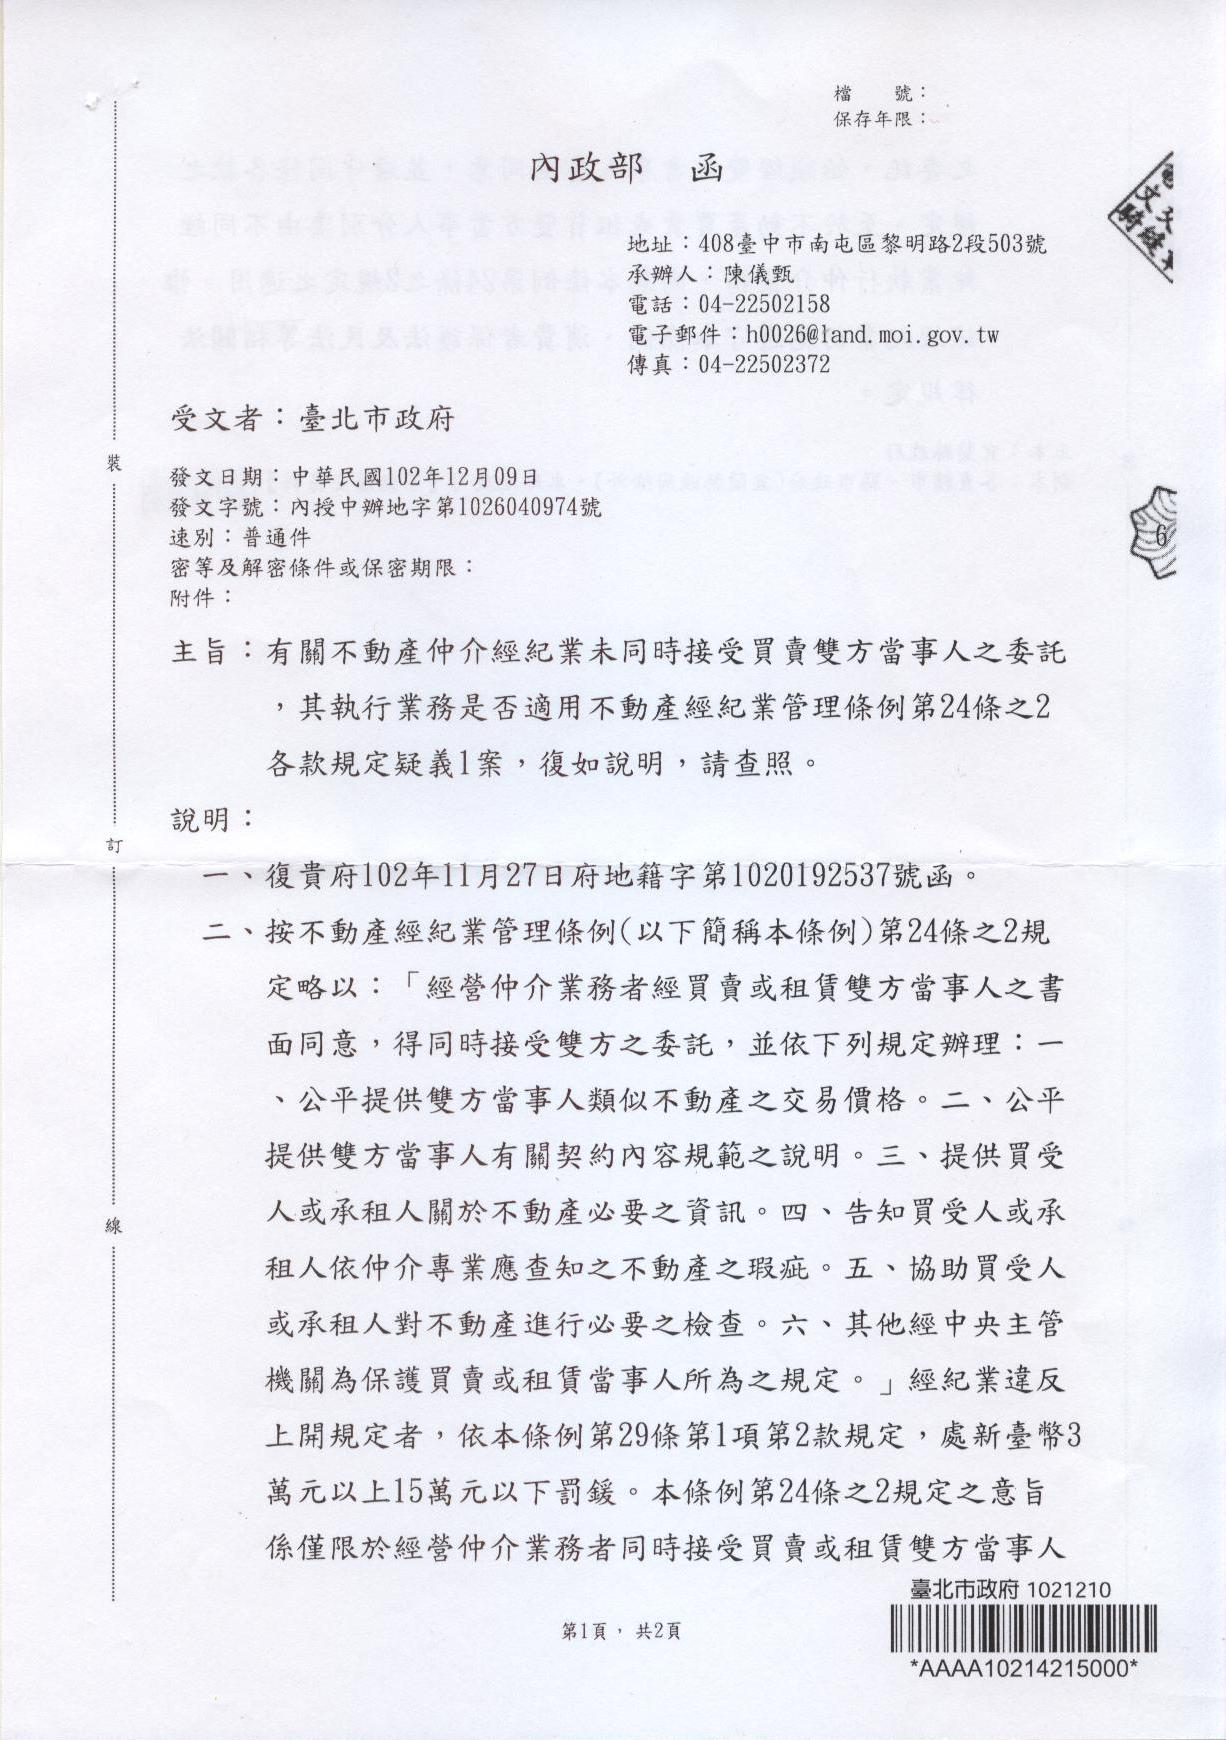 檔　　號：
保存年限：
內政部　函
地址：408臺中市南屯區黎明路2段503號
承辦人：陳儀甄
電話：04-22502158
電子郵件：h0026@land.moi.gov.tw
傳真：04-22502372
受文者：臺北市政府
發文日期：中華民國102年12月09日
發文字號：內授中辦地字第1026040974號
速別：普通件
密等及解密條件或保密期限：
附件：
主旨：有關不動產仲介經紀業未同時接受買賣雙方當事人之委託
，其執行業務是否適用不動產經紀業管理條例第24條之2
各款規定疑義1案，復如說明，請查照。
說明：
一、復貴府102年11月27日府地籍字第1020192537號函。
二、按不動產經紀業管理條例(以下簡稱本條例)第24條之2規
定略以：「經營仲介業務者經買賣或租賃雙方當事人之書
面同意，得同時接受雙方之委託，並依下列規定辦理：一
、公平提供雙方當事人類似不動產之交易價格。二、公平
提供雙方當事人有關契約內容規範之說明。三、提供買受
人或承租人關於不動產必要之資訊。四、告知買受人或承
租人依仲介專業應查知之不動產之瑕疵。五、協助買受人
或承租人對不動產進行必要之檢查。六、其他經中央主管
機關為保護買賣或租賃當事人所為之規定。」經紀業違反
上開規定者，依本條例第29條第1項第2款規定，處新臺幣3
萬元以上15萬元以下罰鍰。本條例第24條之2規定之意旨
係僅限於經營仲介業務者同時接受買賣或租賃雙方當事人
裝
訂
線
6
第1頁， 共2頁
臺北市政府 1021210
*AAAA10214215000*